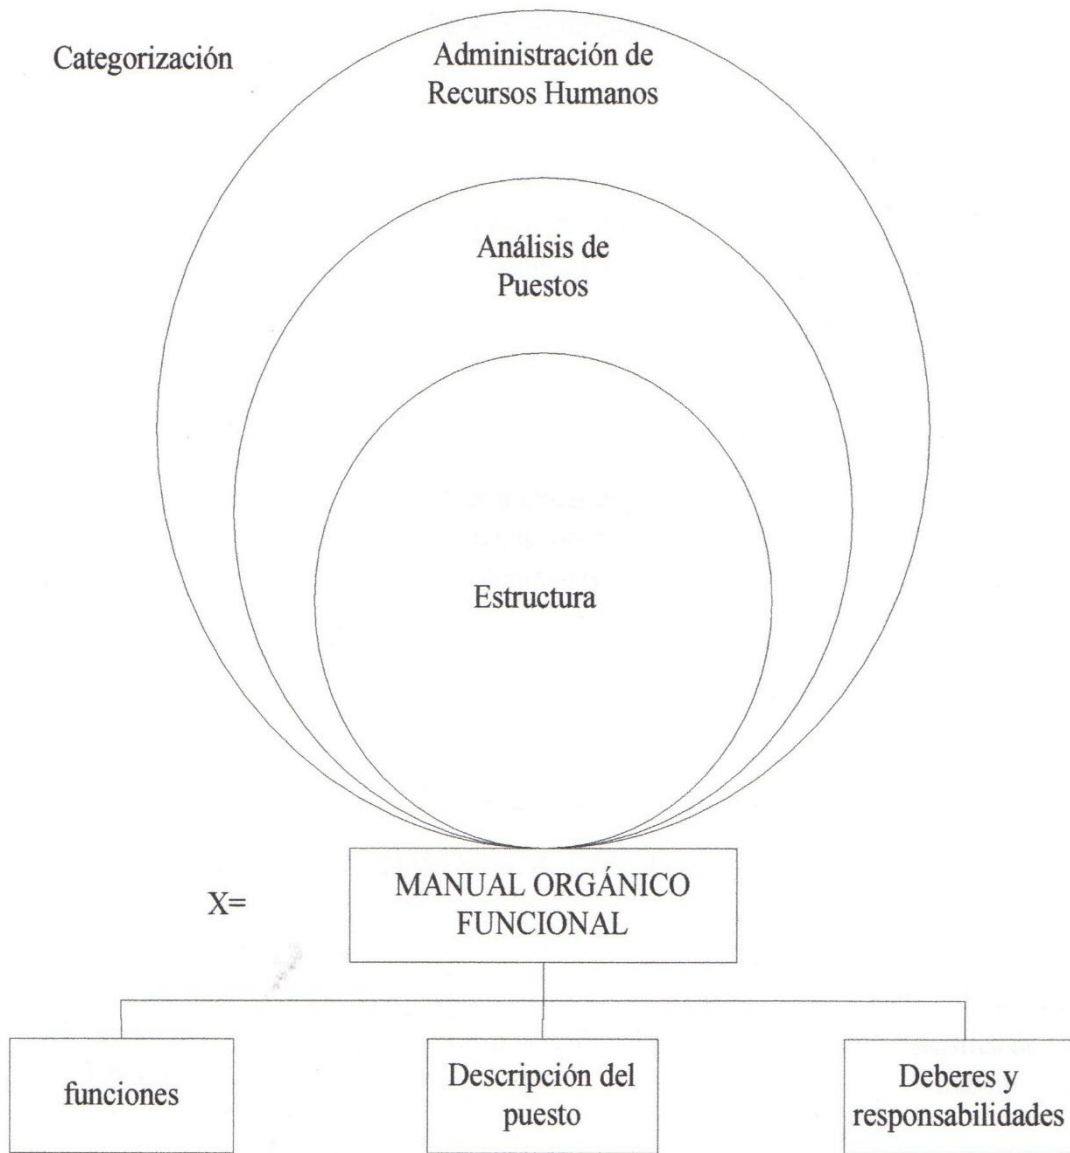 Categorización
Administración de
Recursos Humanos
Análisis de
Puestos
Estructura
X=
MANUAL ORGÁNICO
FUNCIONAL
funciones
Descripción del
puesto
Deberes y
responsabilidades